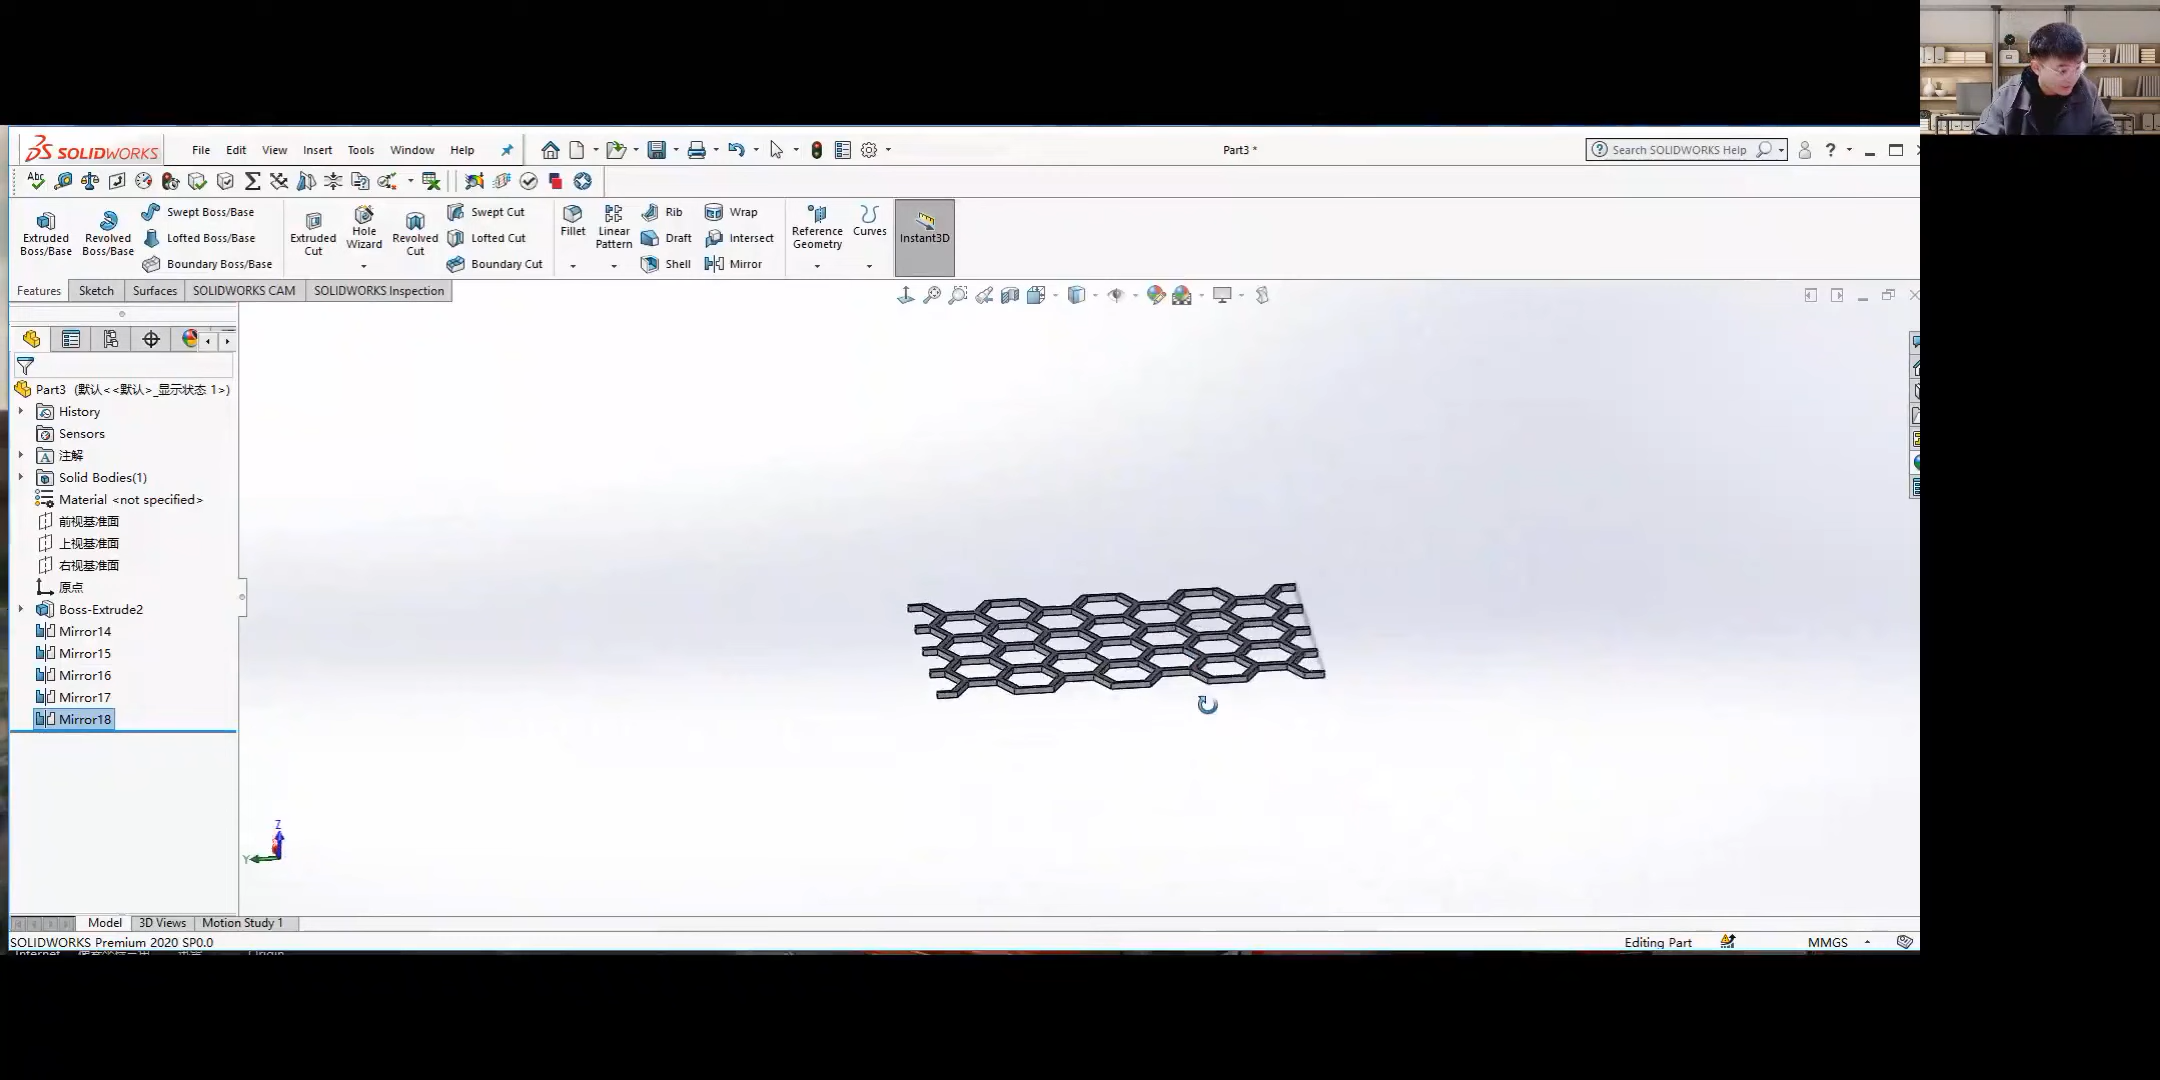 SOLIDWORKS File Edit View Insert Tools Window Help Part3 * Search SOLIDWORKS Help
Extruded Boss/Base
Revolved Boss/Base
Swept Boss/Base
Lofted Boss/Base
Boundary Boss/Base
Extruded Cut
Hole Wizard
Revolved Cut
Swept Cut
Lofted Cut
Boundary Cut
Fillet
Linear Pattern
Rib
Draft
Shell
Wrap
Intersect
Mirror
Reference Geometry
Curves
Instant3D
Features Sketch Surfaces SOLIDWORKS CAM SOLIDWORKS Inspection
Part3 (默认<<默认>_显示状态 1>)
History
Sensors
注解
Solid Bodies(1)
Material <not specified>
前视基准面
上视基准面
右视基准面
原点
Boss-Extrude2
Mirror14
Mirror15
Mirror16
Mirror17
Mirror18
Z
Y
Model 3D Views Motion Study 1
SOLIDWORKS Premium 2020 SP0.0 Editing Part MMGS